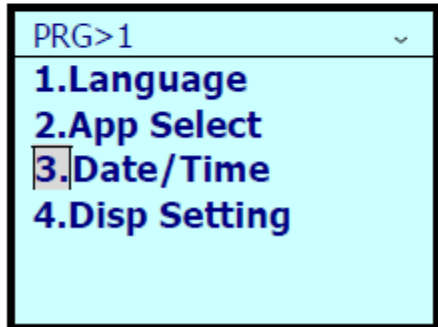 PRG>1
1.Language
2.App Select
3.Date/Time
4.Disp Setting